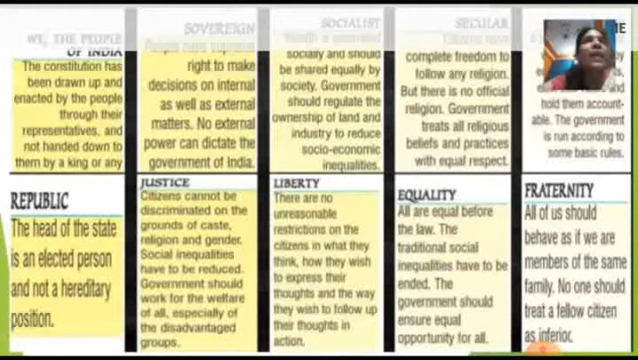 WE, THE PEOPLE
OF INDIA
The constitution has
been drawn up and
enacted by the people
through their
representatives, and
not handed down to
them by a king or any
SOVEREIGN
right to make
decisions on internal
as well as external
matters. No external
power can dictate the
government of India.
SOCIALIST
socially and should
be shared equally by
society. Government
should regulate the
ownership of land and
industry to reduce
socio-economic
inequalities.
SECULAR
complete freedom to
follow any religion.
But there is no official
religion. Government
treats all religious
beliefs and practices
with equal respect.
hold them account-
able. The government
is run according to
some basic rules.
REPUBLIC
The head of the state
is an elected person
and not a hereditary
position.
JUSTICE
Citizens cannot be
discriminated on the
grounds of caste,
religion and gender.
Social inequalities
have to be reduced.
Government should
work for the welfare
of all, especially of
the disadvantaged
groups.
LIBERTY
There are no
unreasonable
restrictions on the
citizens in what they
think, how they wish
to express their
thoughts and the way
they wish to follow up
their thoughts in
action.
EQUALITY
All are equal before
the law. The
traditional social
inequalities have to be
ended. The
government should
ensure equal
opportunity for all.
FRATERNITY
All of us should
behave as if we are
members of the same
family. No one should
treat a fellow citizen
as inferior.